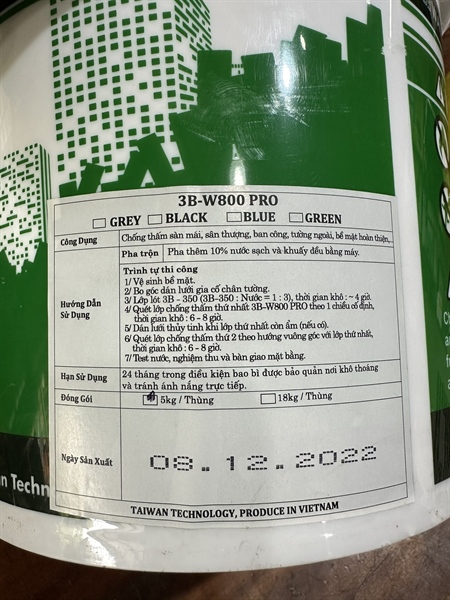 3B-W800 PRO
GREY BLACK BLUE GREEN
Công Dụng Chống thấm sàn mái, sân thượng, ban công, tường ngoài, bề mặt hoàn thiện,..
Pha trộn Pha thêm 10% nước sạch và khuấy đều bằng máy.
Hướng Dẫn Sử Dụng
Trình tự thi công
1/ Vệ sinh bề mặt.
2/ Bo góc dán lưới gia cố chân tường.
3/ Lớp lót 3B - 350 (3B-350 : Nước = 1 : 3), thời gian khô : ~ 4 giờ.
4/ Quét lớp chống thấm thứ nhất 3B-W800 PRO theo 1 chiều cố định,
thời gian khô : 6 - 8 giờ.
5/ Dán lưới thủy tinh khi lớp thứ nhất còn ẩm (nếu có).
6/ Quét lớp chống thấm thứ 2 theo hướng vuông góc với lớp thứ nhất,
thời gian khô : 6 - 8 giờ.
7/ Test nước, nghiệm thu và bàn giao mặt bằng.
Hạn Sử Dụng 24 tháng trong điều kiện bao bì được bảo quản nơi khô thoáng
và tránh ánh nắng trực tiếp.
Đóng Gói 5kg / Thùng 18kg / Thùng
Ngày Sản Xuất 08.12.2022
TAIWAN TECHNOLOGY, PRODUCE IN VIETNAM
n Techn